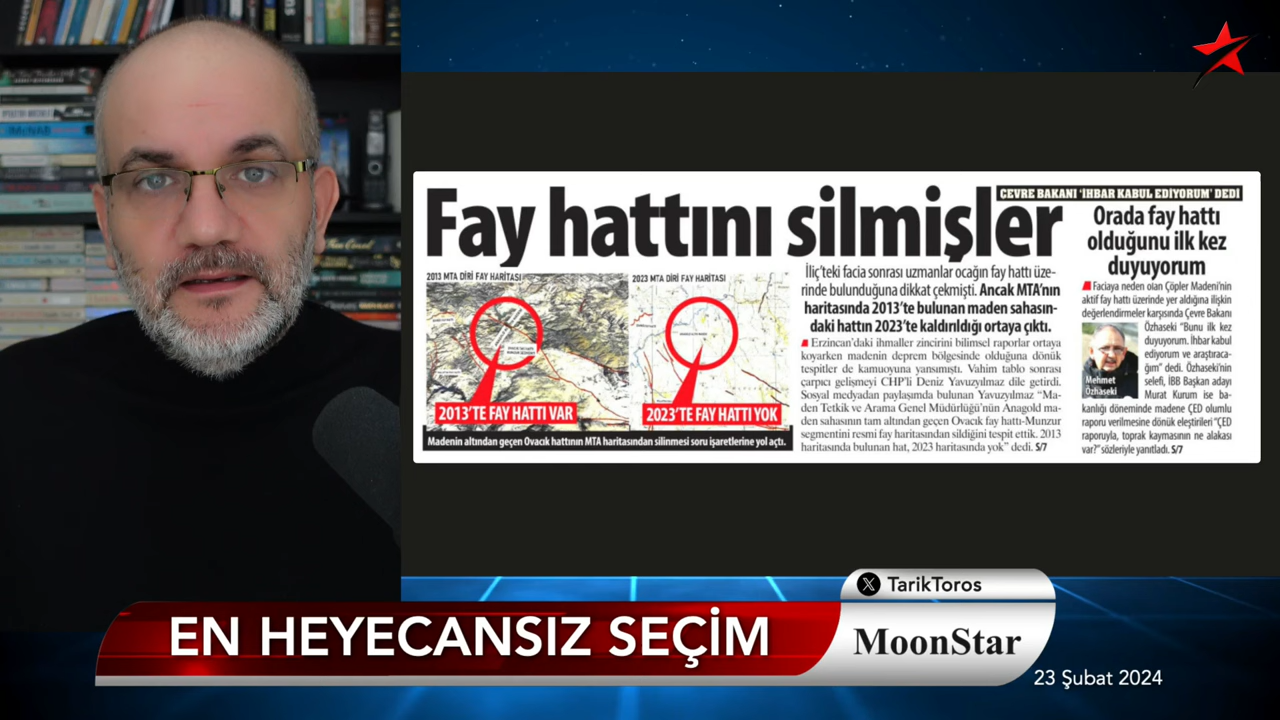 ÇEVRE BAKANI ‘İHBAR KABUL EDİYORUM’ DEDİ
Fay hattını silmişler
2013 MTA DİRİ FAY HARİTASI
2023 MTA DİRİ FAY HARİTASI
2013’TE FAY HATTI VAR
2023’TE FAY HATTI YOK
Madenin altından geçen Ovacık hattının MTA haritasından silinmesi soru işaretlerine yol açtı.
İliç’teki facia sonrası uzmanlar ocağın fay hattı üze-
rinde bulunduğuna dikkat çekmişti. Ancak MTA’nın
haritasında 2013’te bulunan maden sahasın-
daki hattın 2023’te kaldırıldığı ortaya çıktı.
Erzincan’daki ihmaller zincirini bilimsel raporlar ortaya
koyarken madenin deprem bölgesinde olduğuna dönük
tespitler de kamuoyuna yansımıştı. Vahim tablo sonrası
çarpıcı gelişmeyi CHP’li Deniz Yavuzyılmaz dile getirdi.
Sosyal medyadan paylaşımda bulunan Yavuzyılmaz “Ma-
den Tetkik ve Arama Genel Müdürlüğü’nün Anagold ma-
den sahasının tam altından geçen Ovacık fay hattı-Munzur
segmentini resmi fay haritasından sildiğini tespit ettik. 2013
haritasında bulunan hat, 2023 haritasında yok” dedi. S/7
Orada fay hattı
olduğunu ilk kez
duyuyorum
Faciaya neden olan Çöpler Madeni’nin
aktif fay hattı üzerinde yer aldığına ilişkin
değerlendirmeler karşısında Çevre Bakanı
Özhaseki “Bunu ilk kez
duyuyorum. İhbar kabul
ediyorum ve araştıraca-
ğım” dedi. Özhaseki’nin
selefi, İBB Başkan adayı
Murat Kurum ise ba-
kanlığı döneminde madene ÇED olumlu
raporu verilmesine dönük eleştirileri “ÇED
raporuyla, toprak kaymasının ne alakası
var?” sözleriyle yanıtladı. S/7
Mehmet
Özhaseki
TarikToros
EN HEYECANSIZ SEÇİM
MoonStar
23 Şubat 2024